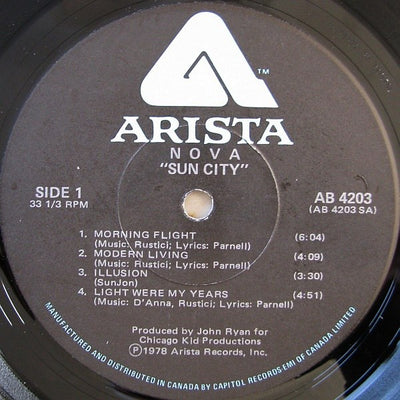 TM
ARISTA
NOVA
"SUN CITY"
SIDE 1
33 1/3 RPM
AB 4203
(AB 4203 SA)
1. MORNING FLIGHT (6:04)
(Music: Rustici; Lyrics: Parnell)
2. MODERN LIVING (4:09)
(Music: Rustici; Lyrics: Parnell)
3. ILLUSION (3:30)
(SunJon)
4. LIGHT WERE MY YEARS (4:51)
(Music: D'Anna, Rustici; Lyrics: Parnell)
Produced by John Ryan for
Chicago Kid Productions
Ⓟ1978 Arista Records, Inc.
MANUFACTURED AND DISTRIBUTED IN CANADA BY CAPITOL RECORDS EMI OF CANADA LIMITED